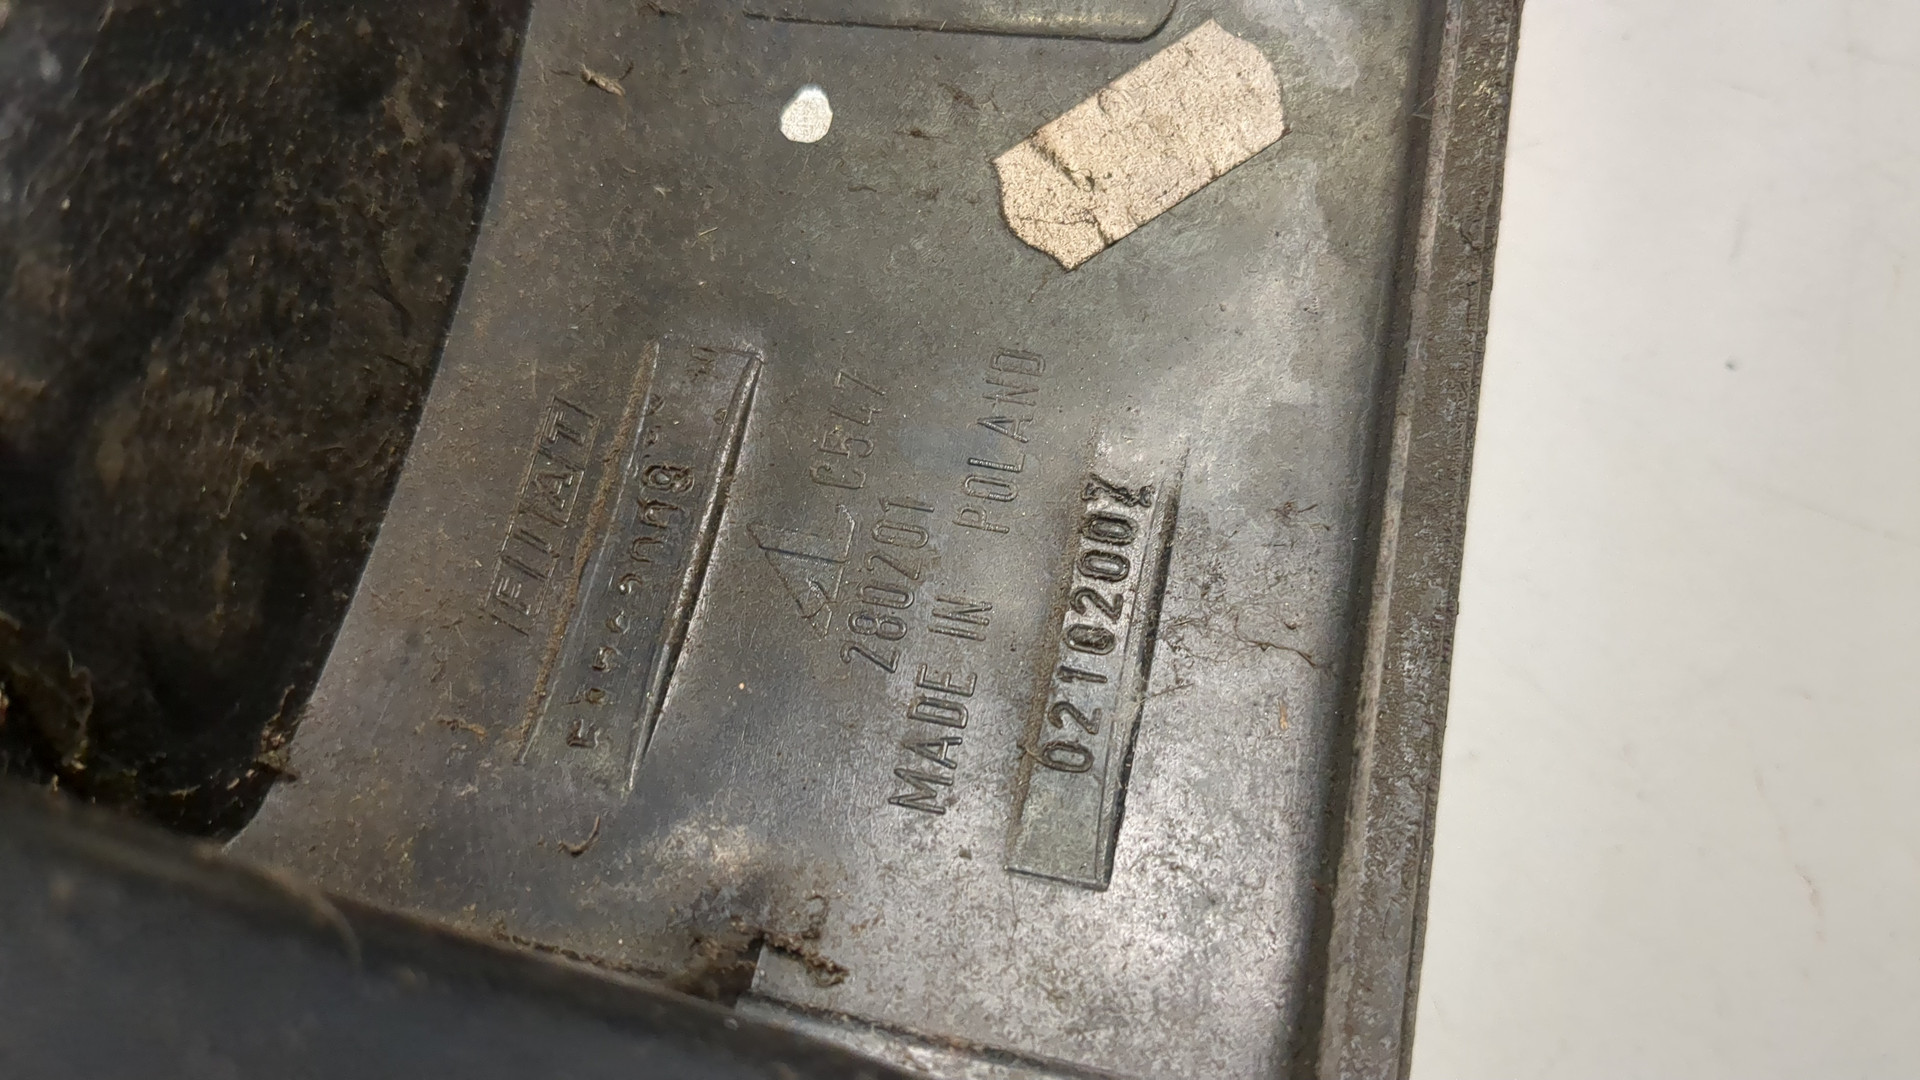 FIAT
C547
280201
MADE IN POLAND
02102007